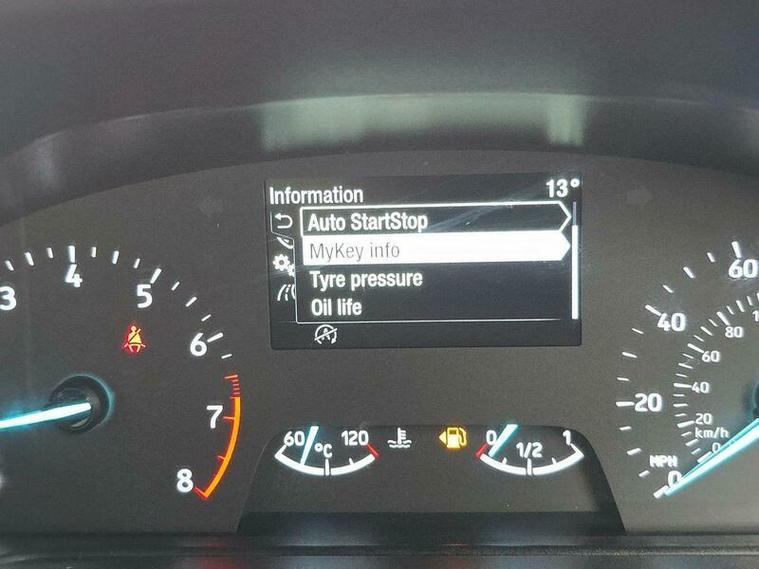 Information 13°
Auto StartStop
MyKey info
Tyre pressure
Oil life
3 4 5 6 7 8
60 °C 120
0 1/2 1
60
40
20
0
MPH
80
60
40
20
km/h
0